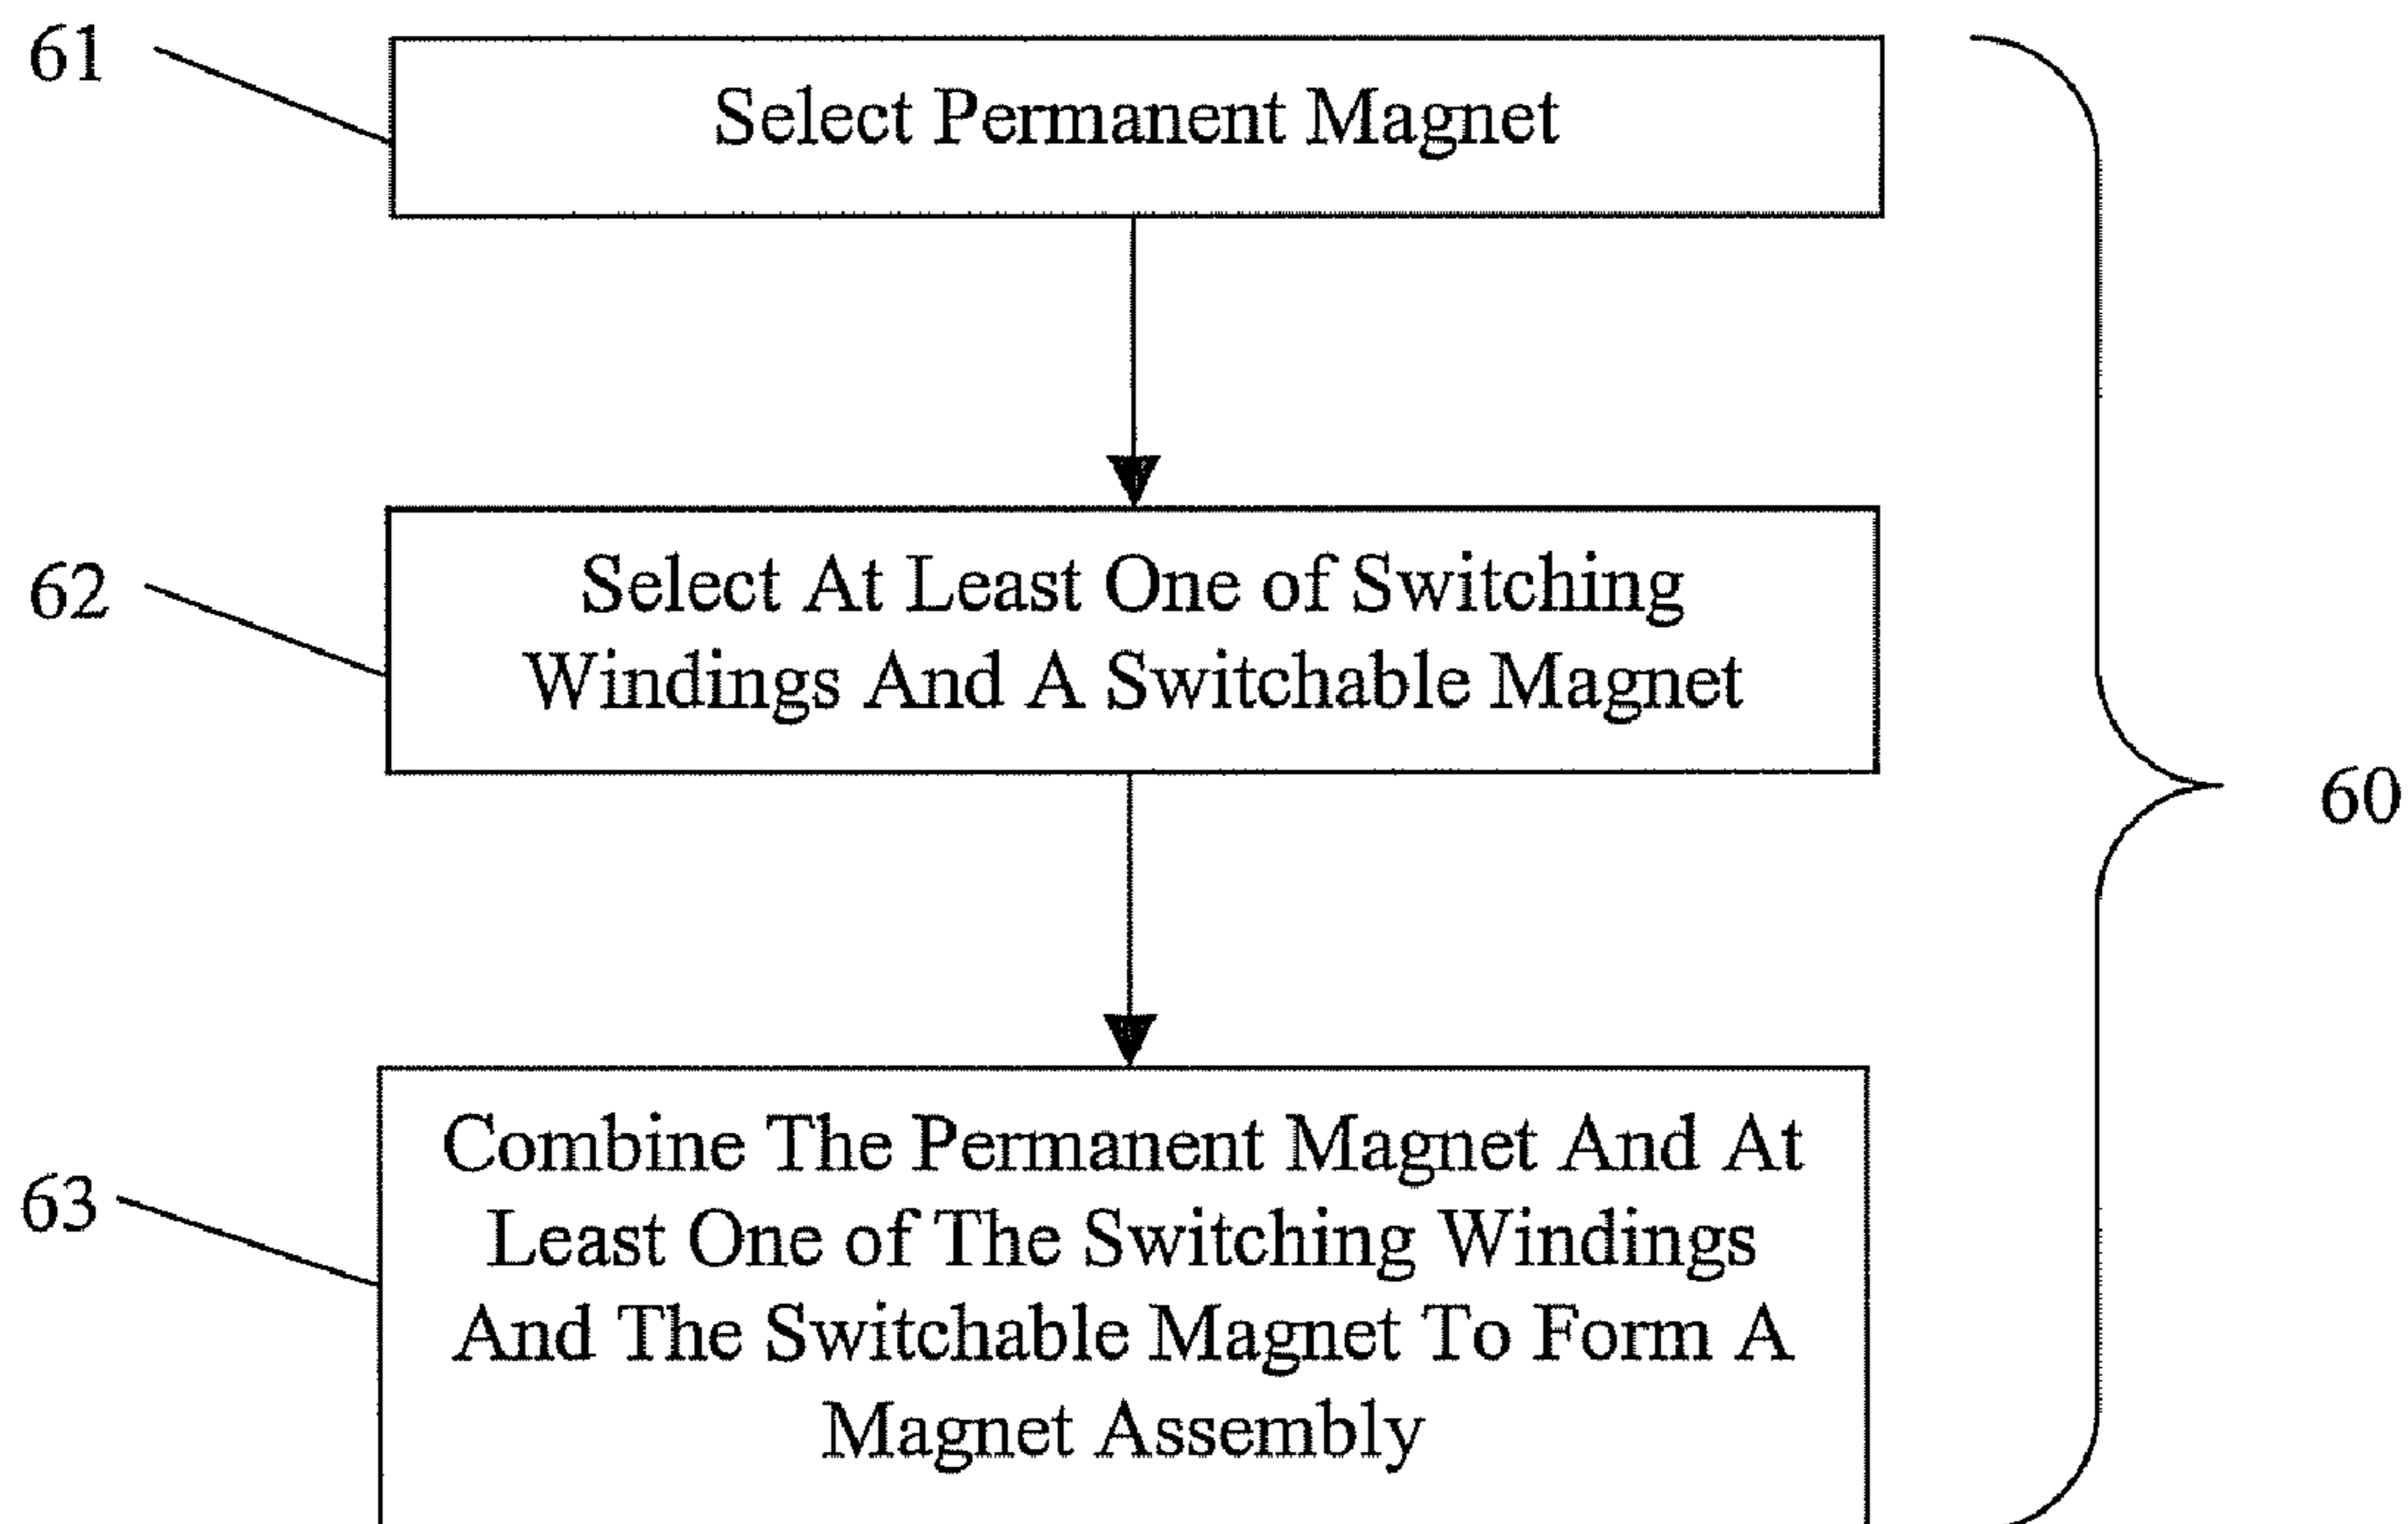 61
Select Permanent Magnet
62
Select At Least One of Switching
Windings And A Switchable Magnet
60
63
Combine The Permanent Magnet And At
Least One of The Switching Windings
And The Switchable Magnet To Form A
Magnet Assembly